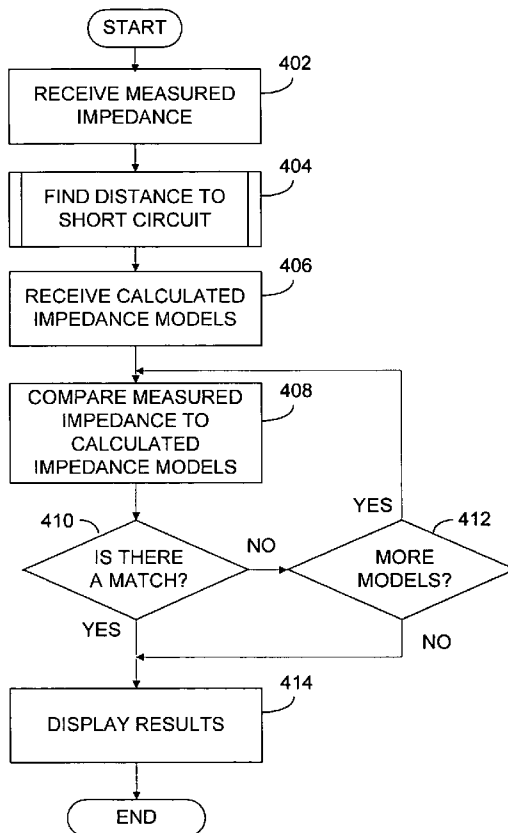 START
402
RECEIVE MEASURED
IMPEDANCE
404
FIND DISTANCE TO
SHORT CIRCUIT
406
RECEIVE CALCULATED
IMPEDANCE MODELS
408
COMPARE MEASURED
IMPEDANCE TO
CALCULATED
IMPEDANCE MODELS
410
IS THERE
A MATCH?
NO
YES
412
MORE
MODELS?
YES
NO
414
DISPLAY RESULTS
END